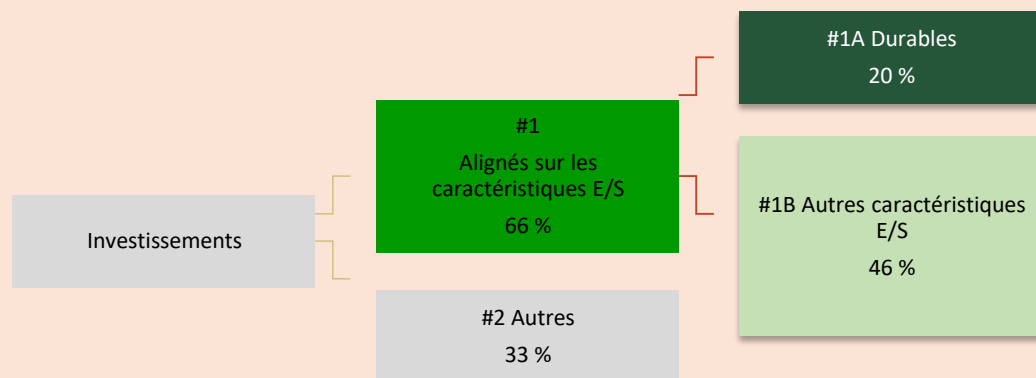 Investissements
#1
Alignés sur les
caractéristiques E/S
66 %
#2 Autres
33 %
#1A Durables
20 %
#1B Autres caractéristiques
E/S
46 %